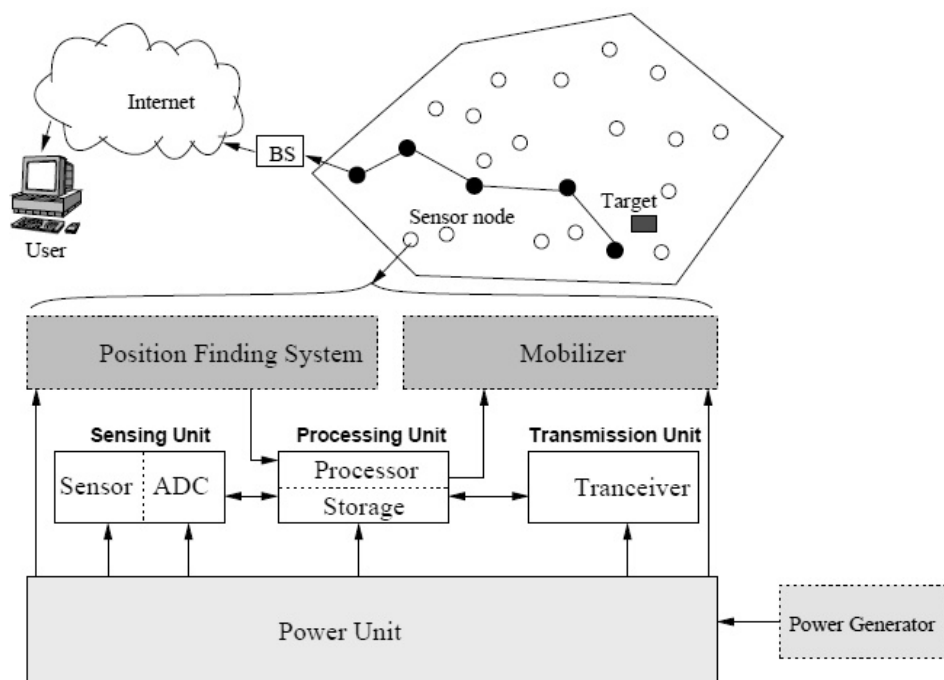 Internet
BS
User
Sensor node
Target
Position Finding System
Mobilizer
Sensing Unit
Processing Unit
Transmission Unit
Sensor
ADC
Processor
Storage
Tranceiver
Power Unit
Power Generator